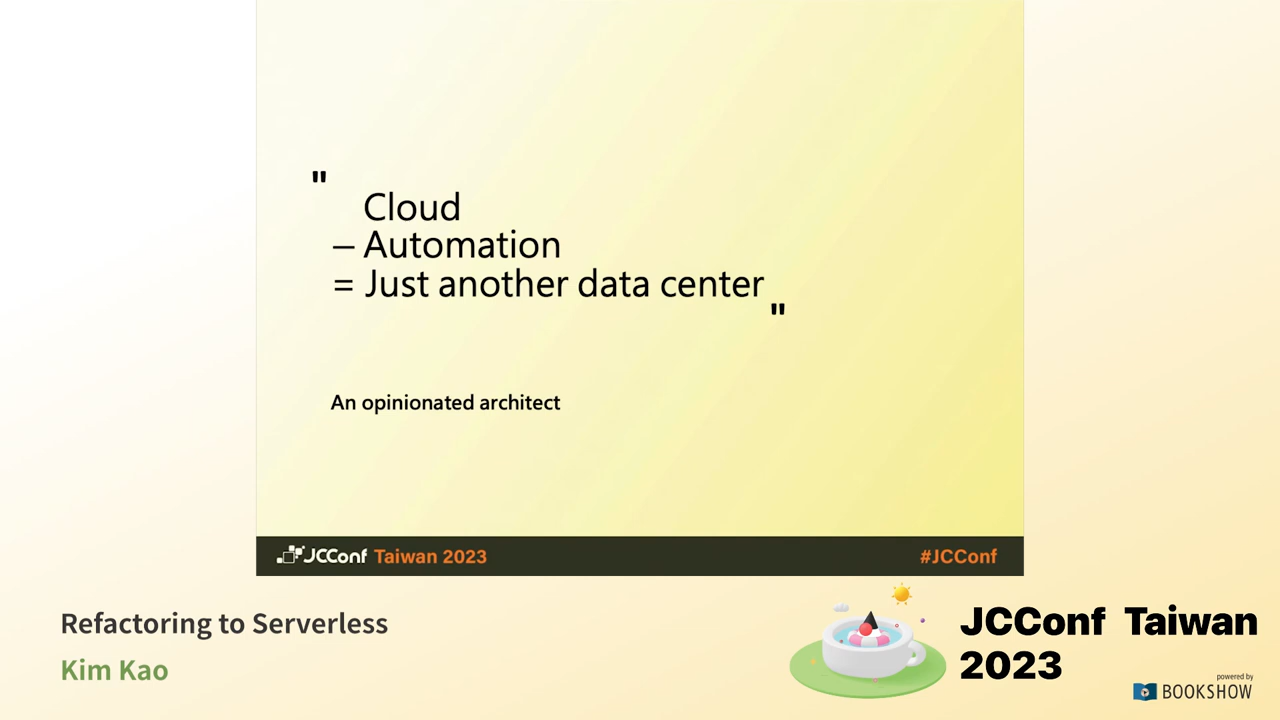 "
Cloud
– Automation
= Just another data center
"
An opinionated architect
JCConf Taiwan 2023
#JCConf
Refactoring to Serverless
Kim Kao
JCConf Taiwan
2023
powered by
BOOKSHOW